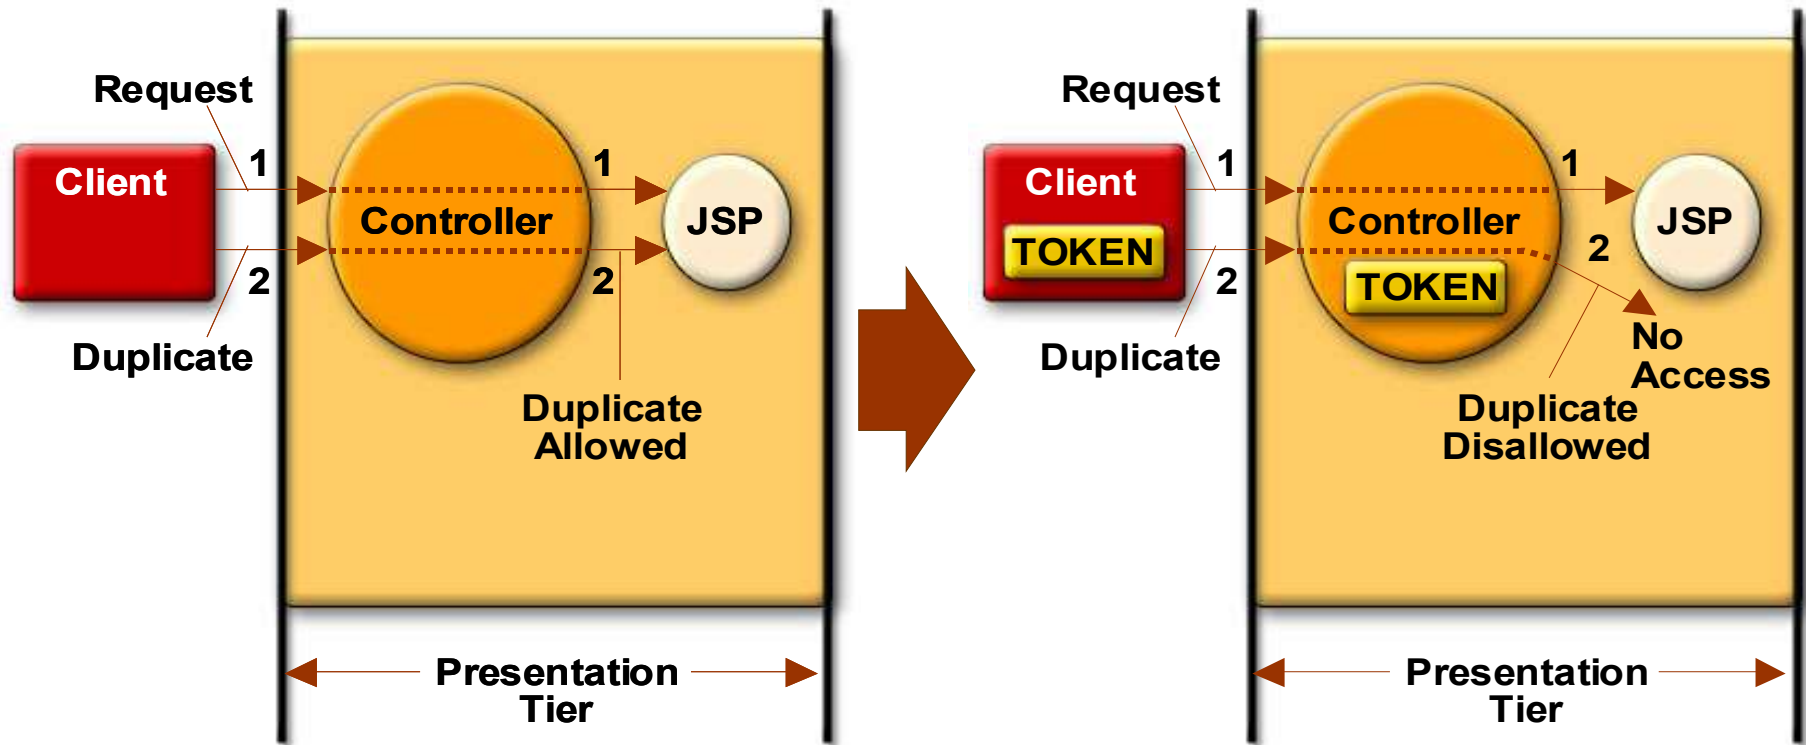 Request
1
1
Client
Controller
JSP
2
2
Duplicate
Duplicate
Allowed
Presentation
Tier
Request
1
1
Client
Controller
JSP
TOKEN
2
2
TOKEN
No
Access
Duplicate
Duplicate
Disallowed
Presentation
Tier